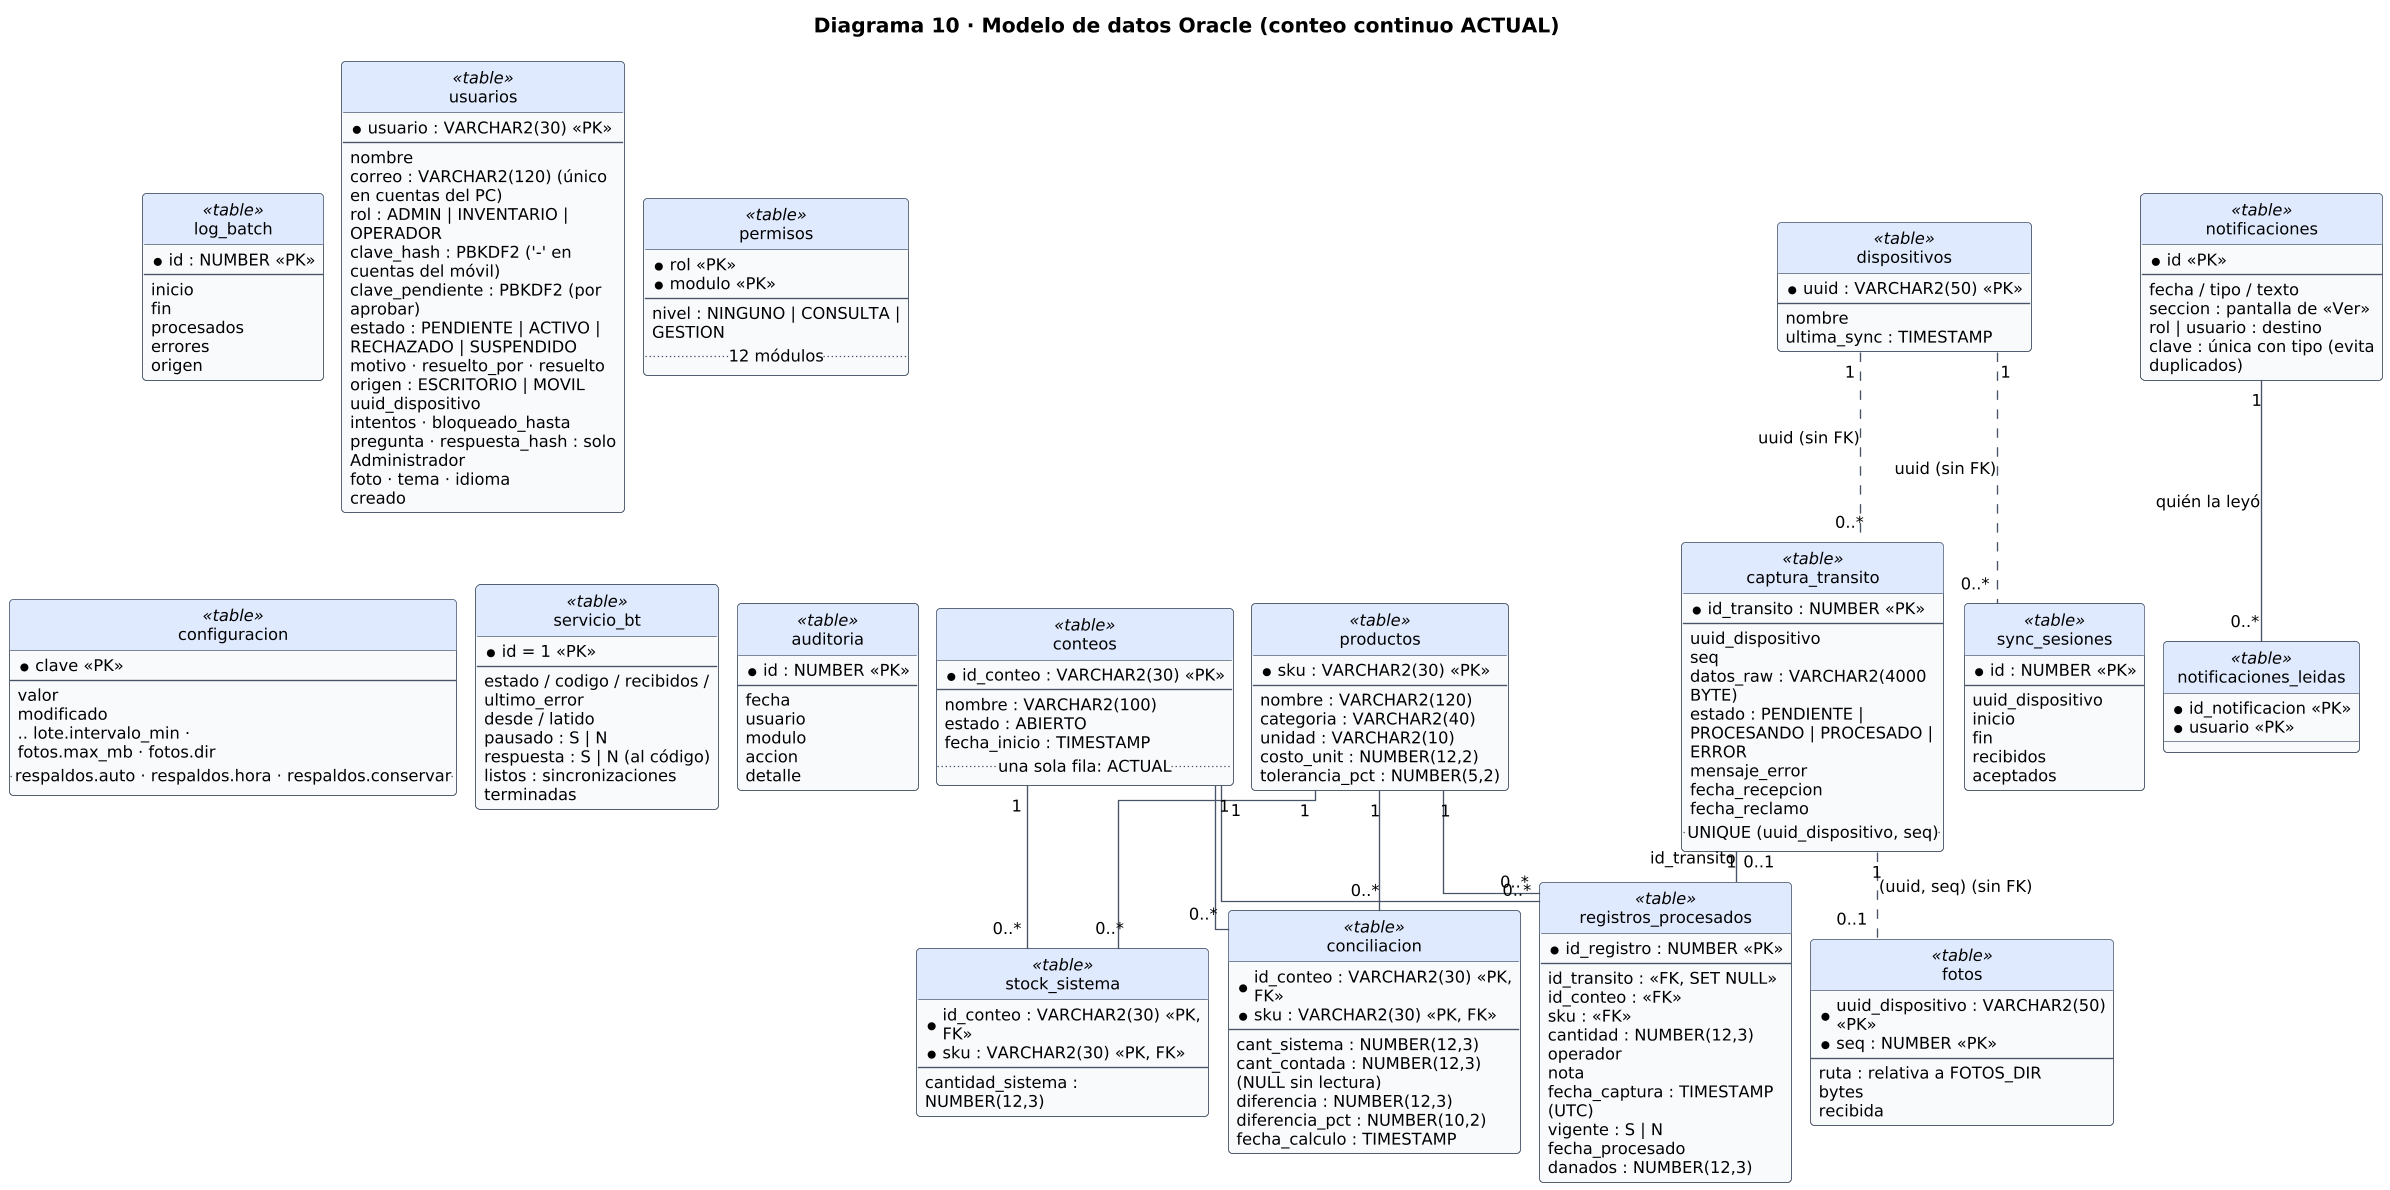 Diagrama 10 · Modelo de datos Oracle (conteo continuo ACTUAL)
«table»
usuarios
usuario : VARCHAR2(30) «PK»
nombre
correo : VARCHAR2(120) (único
en cuentas del PC)
rol : ADMIN | INVENTARIO |
OPERADOR
clave_hash : PBKDF2 ('-' en
cuentas del móvil)
clave_pendiente : PBKDF2 (por
aprobar)
estado : PENDIENTE | ACTIVO |
RECHAZADO | SUSPENDIDO
motivo · resuelto_por · resuelto
origen : ESCRITORIO | MOVIL
uuid_dispositivo
intentos · bloqueado_hasta
pregunta · respuesta_hash : solo
Administrador
foto · tema · idioma
creado
«table»
log_batch
id : NUMBER «PK»
inicio
fin
procesados
errores
origen
«table»
permisos
rol «PK»
modulo «PK»
nivel : NINGUNO | CONSULTA |
GESTION
12 módulos
«table»
dispositivos
uuid : VARCHAR2(50) «PK»
nombre
ultima_sync : TIMESTAMP
«table»
notificaciones
id «PK»
fecha / tipo / texto
seccion : pantalla de «Ver»
rol | usuario : destino
clave : única con tipo (evita
duplicados)
1
1
1
uuid (sin FK)
uuid (sin FK)
quién la leyó
0..*
0..*
0..*
«table»
configuracion
clave «PK»
valor
modificado
.. lote.intervalo_min ·
fotos.max_mb · fotos.dir
respaldos.auto · respaldos.hora · respaldos.conservar
«table»
servicio_bt
id = 1 «PK»
estado / codigo / recibidos /
ultimo_error
desde / latido
pausado : S | N
respuesta : S | N (al código)
listos : sincronizaciones
terminadas
«table»
auditoria
id : NUMBER «PK»
fecha
usuario
modulo
accion
detalle
«table»
conteos
id_conteo : VARCHAR2(30) «PK»
nombre : VARCHAR2(100)
estado : ABIERTO
fecha_inicio : TIMESTAMP
una sola fila: ACTUAL
«table»
productos
sku : VARCHAR2(30) «PK»
nombre : VARCHAR2(120)
categoria : VARCHAR2(40)
unidad : VARCHAR2(10)
costo_unit : NUMBER(12,2)
tolerancia_pct : NUMBER(5,2)
«table»
captura_transito
id_transito : NUMBER «PK»
uuid_dispositivo
seq
datos_raw : VARCHAR2(4000
BYTE)
estado : PENDIENTE |
PROCESANDO | PROCESADO |
ERROR
mensaje_error
fecha_recepcion
fecha_reclamo
UNIQUE (uuid_dispositivo, seq)
«table»
sync_sesiones
id : NUMBER «PK»
uuid_dispositivo
inicio
fin
recibidos
aceptados
«table»
notificaciones_leidas
id_notificacion «PK»
usuario «PK»
1
1
1
1
1
1
id_transito
1
0..1
1
(uuid, seq) (sin FK)
0..*
0..*
0..*
0..*
0..*
0..*
0..1
«table»
stock_sistema
id_conteo : VARCHAR2(30) «PK,
FK»
sku : VARCHAR2(30) «PK, FK»
cantidad_sistema :
NUMBER(12,3)
«table»
conciliacion
id_conteo : VARCHAR2(30) «PK,
FK»
sku : VARCHAR2(30) «PK, FK»
cant_sistema : NUMBER(12,3)
cant_contada : NUMBER(12,3)
(NULL sin lectura)
diferencia : NUMBER(12,3)
diferencia_pct : NUMBER(10,2)
fecha_calculo : TIMESTAMP
«table»
registros_procesados
id_registro : NUMBER «PK»
id_transito : «FK, SET NULL»
id_conteo : «FK»
sku : «FK»
cantidad : NUMBER(12,3)
operador
nota
fecha_captura : TIMESTAMP
(UTC)
vigente : S | N
fecha_procesado
danados : NUMBER(12,3)
«table»
fotos
uuid_dispositivo : VARCHAR2(50)
«PK»
seq : NUMBER «PK»
ruta : relativa a FOTOS_DIR
bytes
recibida